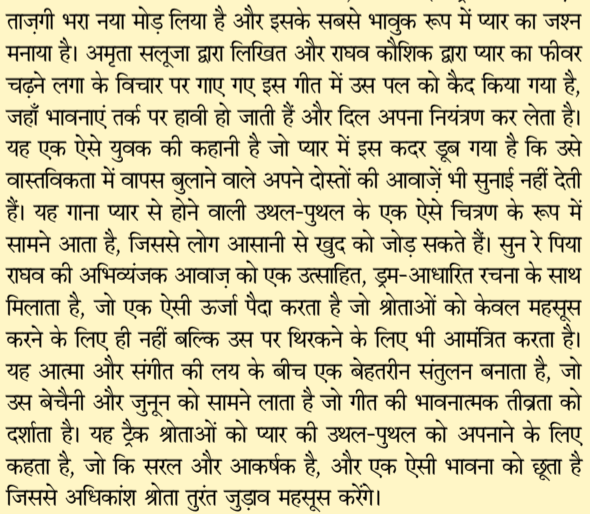 ताज़गी भरा नया मोड़ लिया है और इसके सबसे भावुक रूप में प्यार का जश्न
मनाया है। अमृता सलूजा द्वारा लिखित और राघव कौशिक द्वारा प्यार का फीवर
चढ़ने लगा के विचार पर गाए गए इस गीत में उस पल को कैद किया गया है,
जहाँ भावनाएं तर्क पर हावी हो जाती हैं और दिल अपना नियंत्रण कर लेता है।
यह एक ऐसे युवक की कहानी है जो प्यार में इस कदर डूब गया है कि उसे
वास्तविकता में वापस बुलाने वाले अपने दोस्तों की आवाज़ें भी सुनाई नहीं देती
हैं। यह गाना प्यार से होने वाली उथल-पुथल के एक ऐसे चित्रण के रूप में
सामने आता है, जिससे लोग आसानी से खुद को जोड़ सकते हैं। सुन रे पिया
राघव की अभिव्यंजक आवाज़ को एक उत्साहित, ड्रम-आधारित रचना के साथ
मिलाता है, जो एक ऐसी ऊर्जा पैदा करता है जो श्रोताओं को केवल महसूस
करने के लिए ही नहीं बल्कि उस पर थिरकने के लिए भी आमंत्रित करता है।
यह आत्मा और संगीत की लय के बीच एक बेहतरीन संतुलन बनाता है, जो
उस बेचैनी और जुनून को सामने लाता है जो गीत की भावनात्मक तीव्रता को
दर्शाता है। यह ट्रैक श्रोताओं को प्यार की उथल-पुथल को अपनाने के लिए
कहता है, जो कि सरल और आकर्षक है, और एक ऐसी भावना को छूता है
जिससे अधिकांश श्रोता तुरंत जुड़ाव महसूस करेंगे।